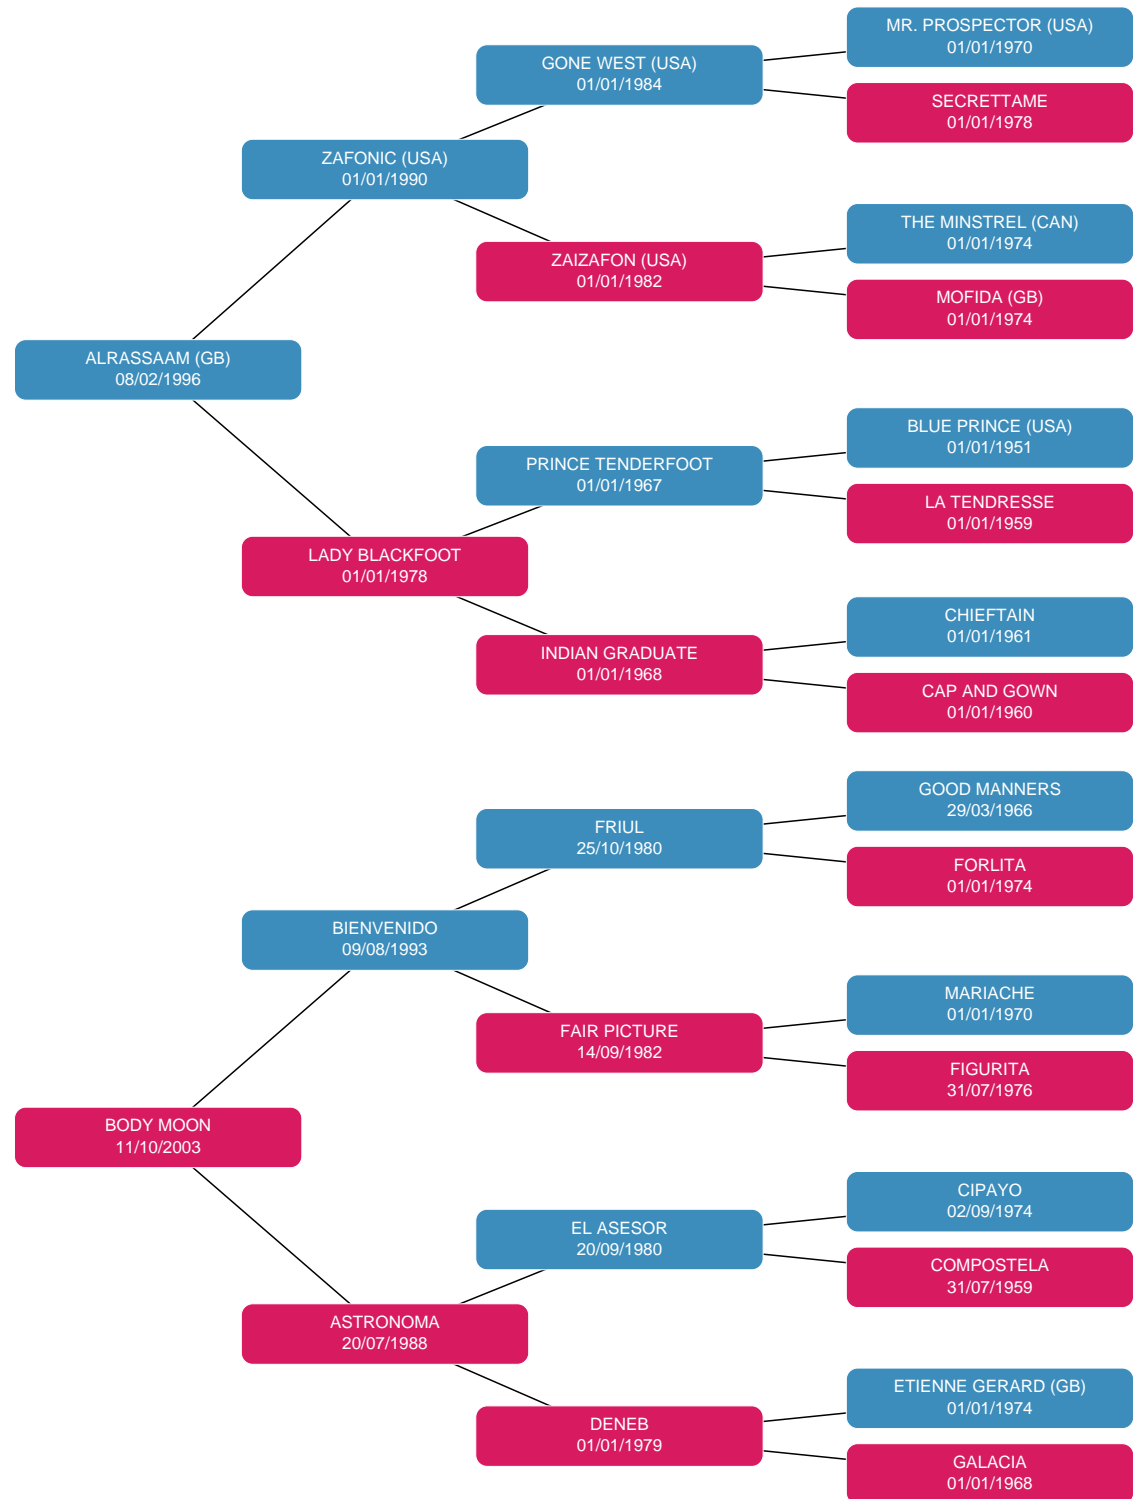 MR. PROSPECTOR (USA)
01/01/1970
GONE WEST (USA)
01/01/1984
SECRETTAME
01/01/1978
ZAFONIC (USA)
01/01/1990
THE MINSTREL (CAN)
01/01/1974
ZAIZAFON (USA)
01/01/1982
MOFIDA (GB)
01/01/1974
ALRASSAAM (GB)
08/02/1996
BLUE PRINCE (USA)
01/01/1951
PRINCE TENDERFOOT
01/01/1967
LA TENDRESSE
01/01/1959
LADY BLACKFOOT
01/01/1978
CHIEFTAIN
01/01/1961
INDIAN GRADUATE
01/01/1968
CAP AND GOWN
01/01/1960
GOOD MANNERS
29/03/1966
FRIUL
25/10/1980
FORLITA
01/01/1974
BIENVENIDO
09/08/1993
MARIACHE
01/01/1970
FAIR PICTURE
14/09/1982
FIGURITA
31/07/1976
BODY MOON
11/10/2003
CIPAYO
02/09/1974
EL ASESOR
20/09/1980
COMPOSTELA
31/07/1959
ASTRONOMA
20/07/1988
ETIENNE GERARD (GB)
01/01/1974
DENEB
01/01/1979
GALACIA
01/01/1968